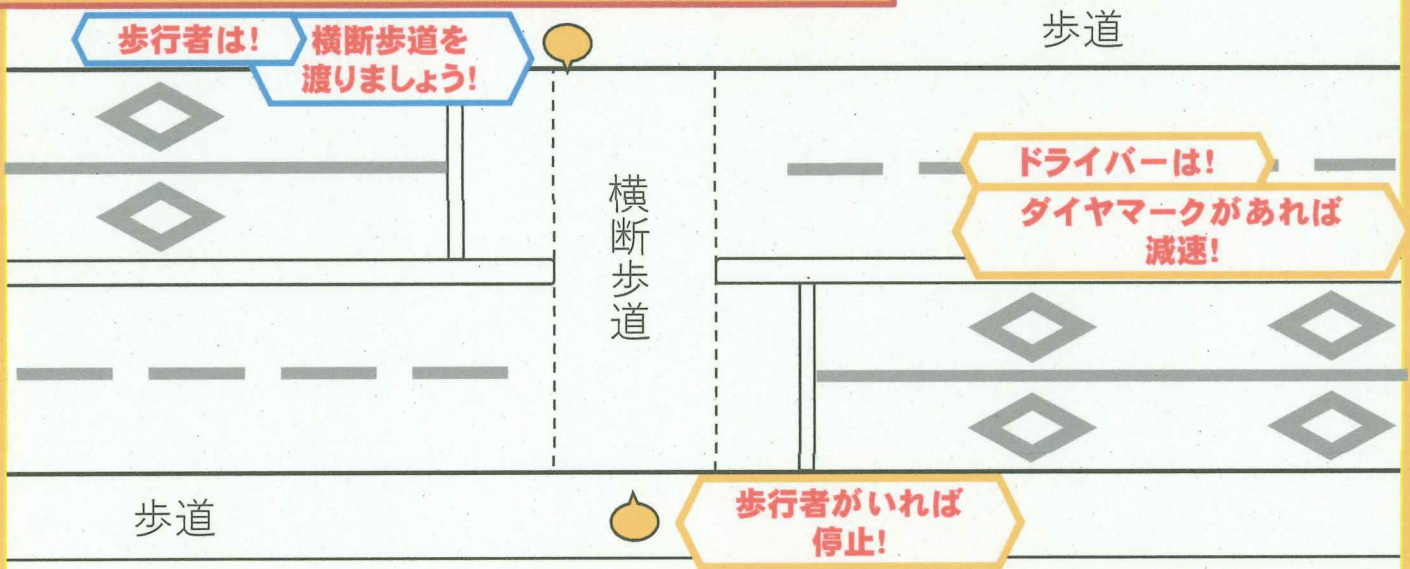 歩行者は!
横断歩道を
渡りましょう!
歩道
ドライバーは!
ダイヤマークがあれば
減速!
横断歩道
歩道
歩行者がいれば
停止!